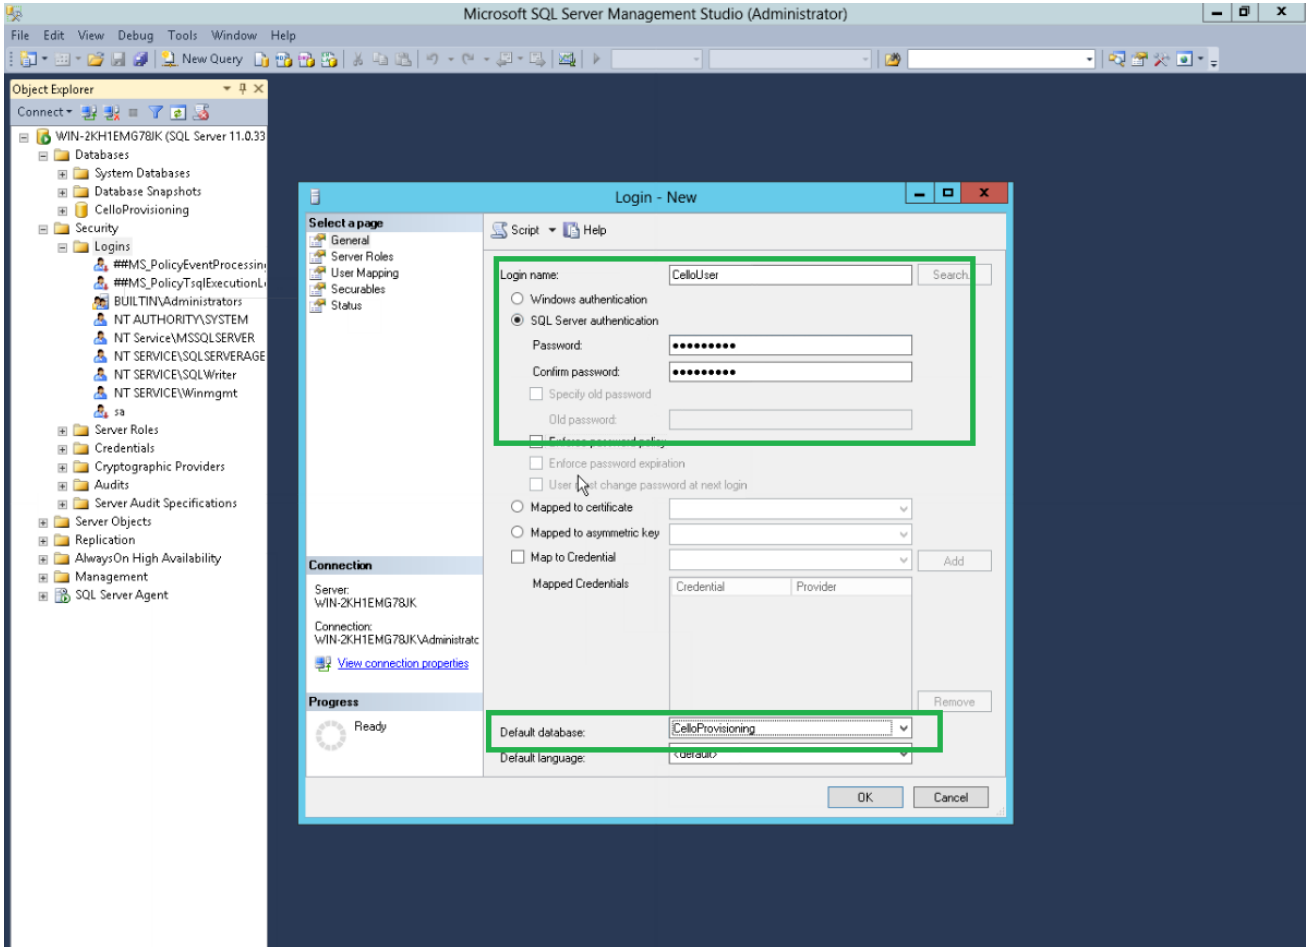 Microsoft SQL Server Management Studio (Administrator)
File Edit View Debug Tools Window Help
New Query
Object Explorer
Connect
WIN-2KH1EMG78JK (SQL Server 11.0.33
Databases
System Databases
Database Snapshots
CelloProvisioning
Security
Logins
##MS_PolicyEventProcessing
##MS_PolicyTsqlExecutionL
BUILTIN\Administrators
NT AUTHORITY\SYSTEM
NT Service\MSSQLSERVER
NT SERVICE\SQLSERVERAGE
NT SERVICE\SQLWriter
NT SERVICE\Winmgmt
sa
Server Roles
Credentials
Cryptographic Providers
Audits
Server Audit Specifications
Server Objects
Replication
AlwaysOn High Availability
Management
SQL Server Agent
Login - New
Select a page
General
Server Roles
User Mapping
Securables
Status
Connection
Server:
WIN-2KH1EMG78JK
Connection:
WIN-2KH1EMG78JK\Administratc
View connection properties
Progress
Ready
Script Help
Login name: CelloUser Search.
Windows authentication
SQL Server authentication
Password: ●●●●●●●●●
Confirm password: ●●●●●●●●●
Specify old password
Old password:
Enforce password policy
Enforce password expiration
User must change password at next login
Mapped to certificate
Mapped to asymmetric key
Map to Credential Add
Mapped Credentials Credential Provider
Remove
Default database: CelloProvisioning
Default language: <default>
OK Cancel